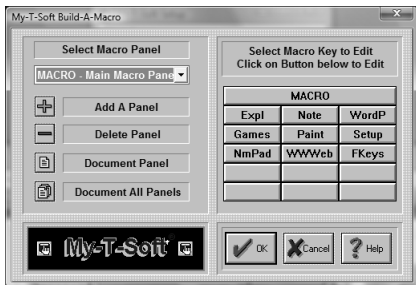 My-T-Soft Build-A-Macro
Select Macro Panel
MACRO - Main Macro Pane
Add A Panel
Delete Panel
Document Panel
Document All Panels
My-T-Soft
Select Macro Key to Edit
Click on Button below to Edit
MACRO
Expl Note WordP
Games Paint Setup
NmPad WWWeb FKeys
OK Cancel Help